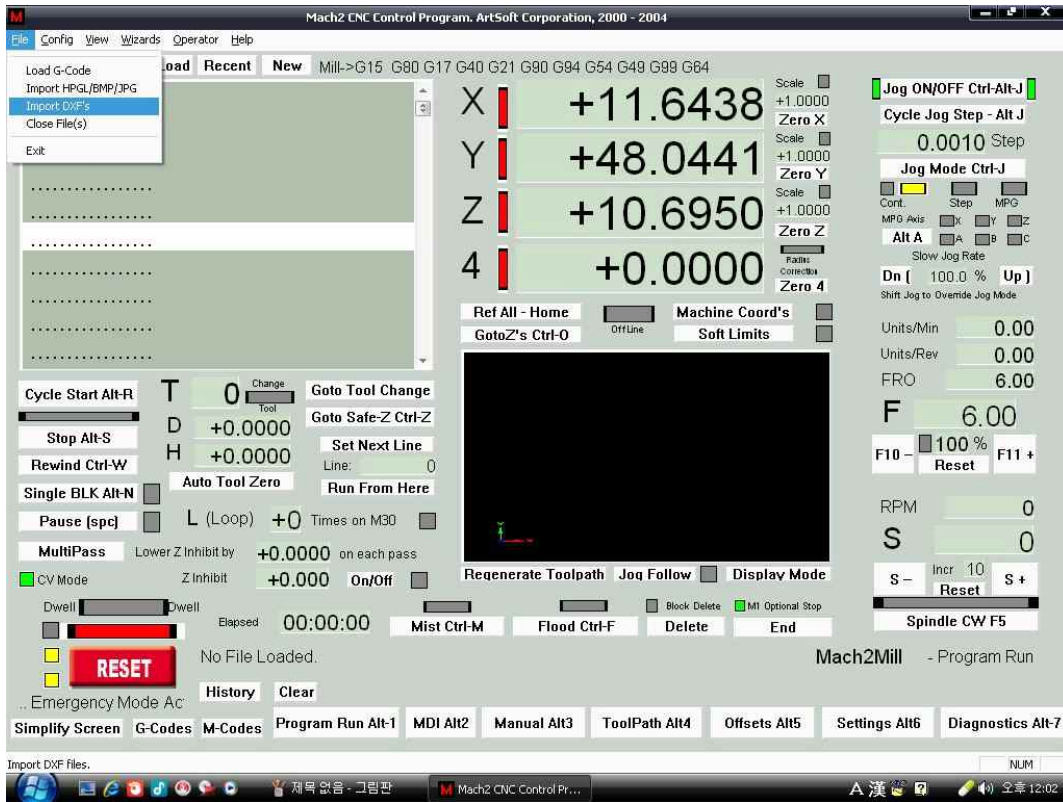 Mach2 CNC Control Program. ArtSoft Corporation, 2000 - 2004
File Config View Wizards Operator Help
Load G-Code
Import HPGL/BMP/JPG
Import DXF's
Close File(s)
Exit
Load Recent New Mill->G15 G80 G17 G40 G21 G90 G94 G54 G49 G99 G64
X +11.6438 Scale +1.0000 Zero X
Y +48.0441 Scale +1.0000 Zero Y
Z +10.6950 Scale +1.0000 Zero Z
4 +0.0000 Radius Correction Zero 4
Ref All - Home OffLine Machine Coord's
GotoZ's Ctrl-O Soft Limits
Jog ON/OFF Ctrl-Alt-J
Cycle Jog Step - Alt J
0.0010 Step
Jog Mode Ctrl-J
Cont. Step MPG
MPG Axis X Y Z
Alt A A B C
Slow Jog Rate
Dn ( 100.0 % Up )
Shift Jog to Override Jog Mode
Units/Min 0.00
Units/Rev 0.00
FRO 6.00
F 6.00
F10 - 100 % F11 +
Reset
RPM 0
S 0
S - Incr 10 S +
Reset
Spindle CW F5
Cycle Start Alt-R
Stop Alt-S
Rewind Ctrl-W
Single BLK Alt-N
Pause (spc)
MultiPass
CV Mode
T 0 Change Tool
D +0.0000
H +0.0000
Auto Tool Zero
Goto Tool Change
Goto Safe-Z Ctrl-Z
Set Next Line
Line: 0
Run From Here
L (Loop) +0 Times on M30
Lower Z Inhibit by +0.0000 on each pass
Z Inhibit +0.000 On/Off
Regenerate Toolpath Jog Follow Display Mode
Dwell Dwell
Elapsed 00:00:00
Mist Ctrl-M Flood Ctrl-F
Block Delete
Delete
M1 Optional Stop
End
RESET
No File Loaded.
Mach2Mill - Program Run
History Clear
.. Emergency Mode Ac
Simplify Screen G-Codes M-Codes Program Run Alt-1 MDI Alt2 Manual Alt3 ToolPath Alt4 Offsets Alt5 Settings Alt6 Diagnostics Alt-7
Import DXF files. NUM
제목 없음 - 그림판 Mach2 CNC Control Pr... A 漢 오후 12:02